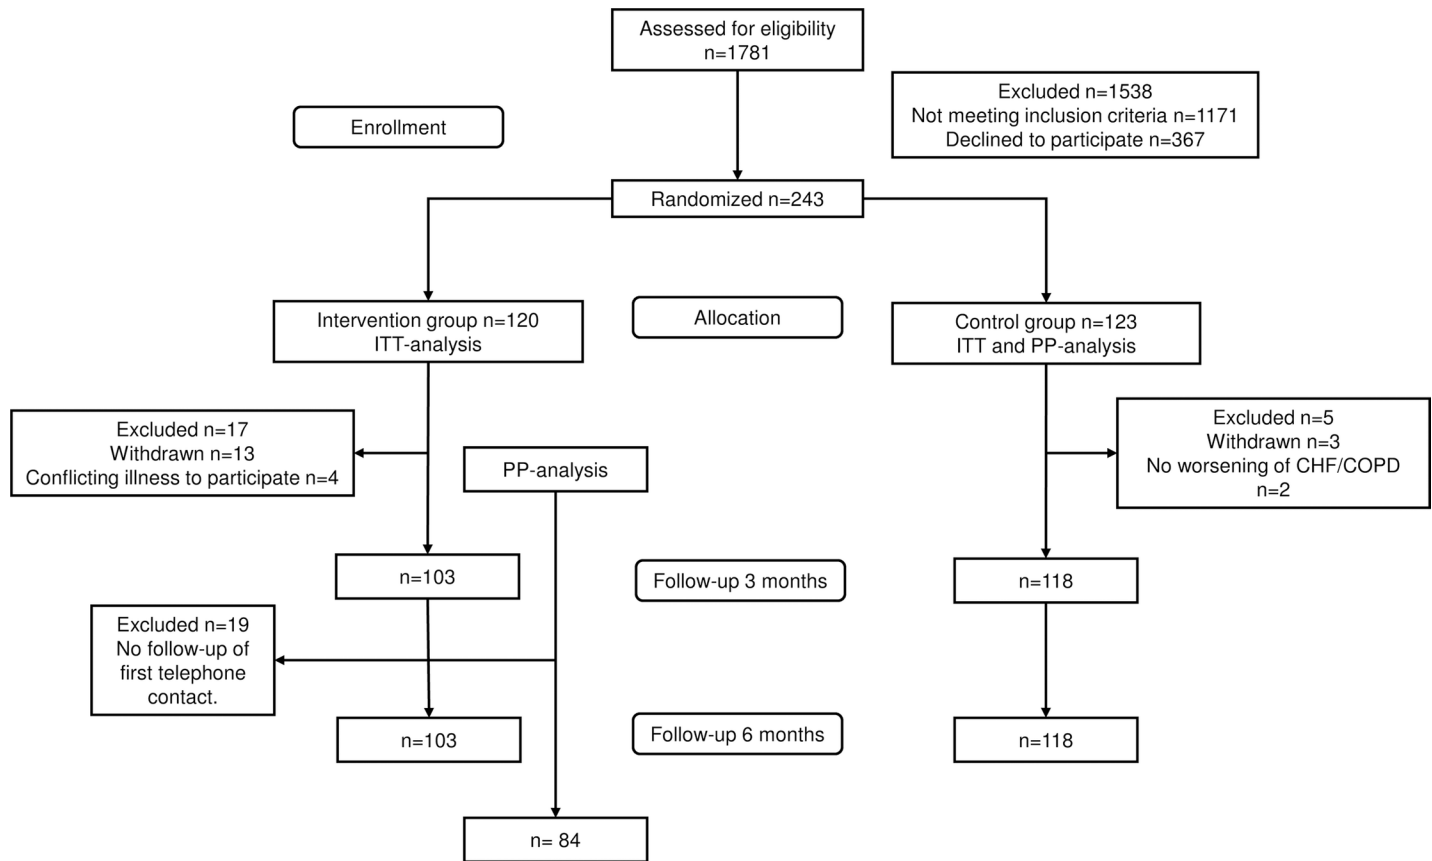 Assessed for eligibility
n=1781
Excluded n=1538
Not meeting inclusion criteria n=1171
Declined to participate n=367
Enrollment
Randomized n=243
Intervention group n=120
ITT-analysis
Allocation
Control group n=123
ITT and PP-analysis
Excluded n=17
Withdrawn n=13
Conflicting illness to participate n=4
PP-analysis
Excluded n=5
Withdrawn n=3
No worsening of CHF/COPD
n=2
n=103
Follow-up 3 months
n=118
Excluded n=19
No follow-up of
first telephone
contact.
n=103
Follow-up 6 months
n=118
n= 84